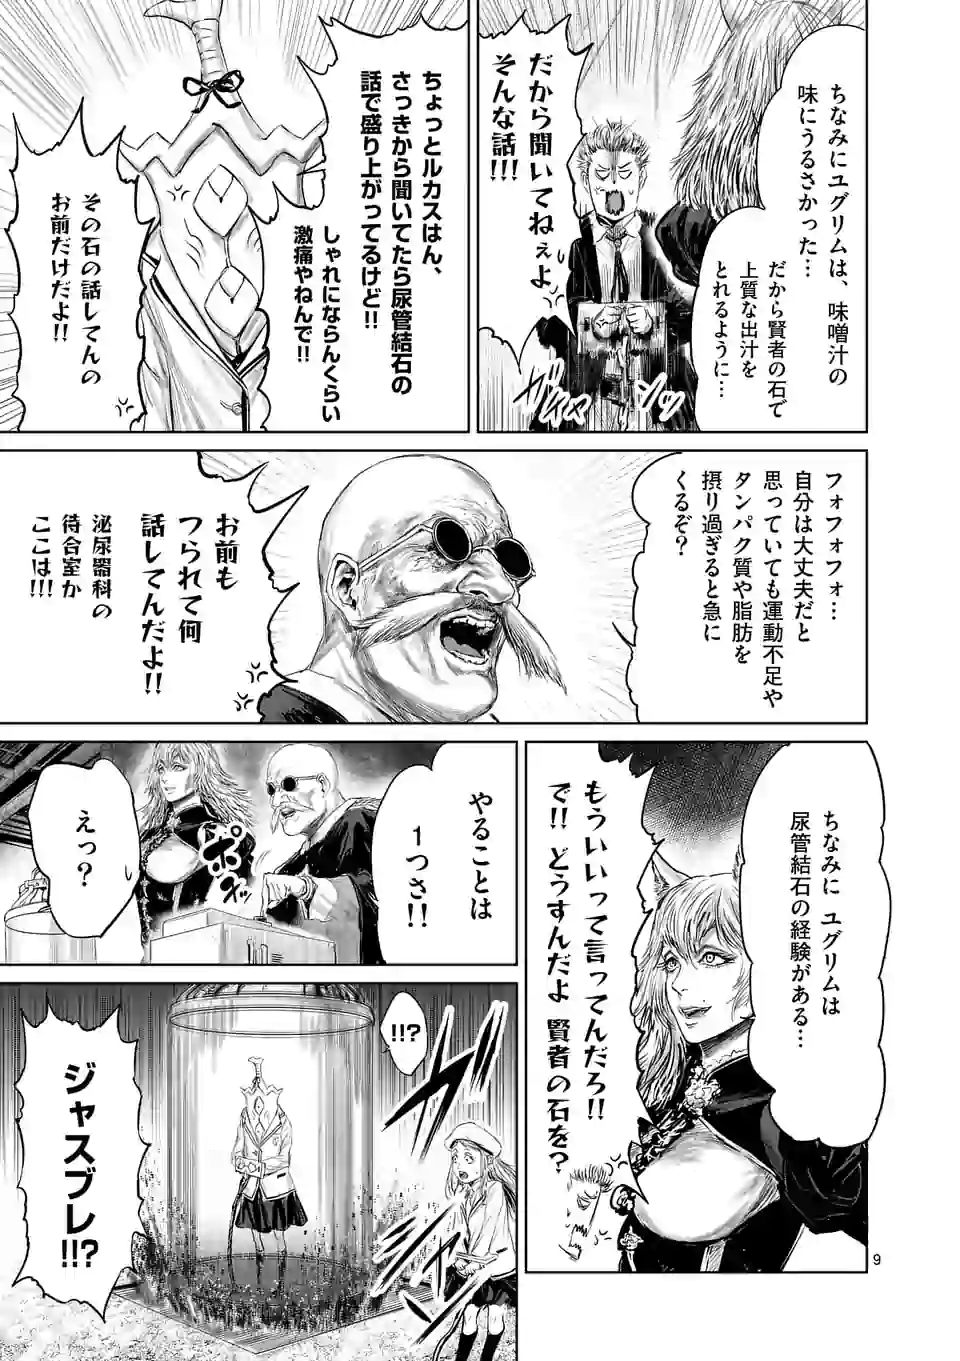 ちなみにユグリムは、味噌汁の
味にうるさかった…
だから賢者の石で
上質な出汁を
とれるように…
だから聞いてねぇよ
そんな話!!!
ガイメ
ソンッ
ちょっとルカスはん、
さっきから聞いてたら尿管結石の
話で盛り上がってるけど!!
しゃれにならんくらい
激痛やねんで!!
その石の話してんの
お前だけだよ!!
フォフォフォ…
自分は大丈夫だと
思っていても運動不足や
タンパク質や脂肪を
摂り過ぎると急に
くるぞ?
お前も
つられて何
話してんだよ!!
泌尿器科の
待合室か
ここは!!!
ちなみに ユグリムは
尿管結石の経験がある…
もういいって言ってんだろ!!
で!! どうすんだよ 賢者の石を?
やることは
1つさ!!
ポチッ
えっ?
!!?
ジャスブレ!!?
9